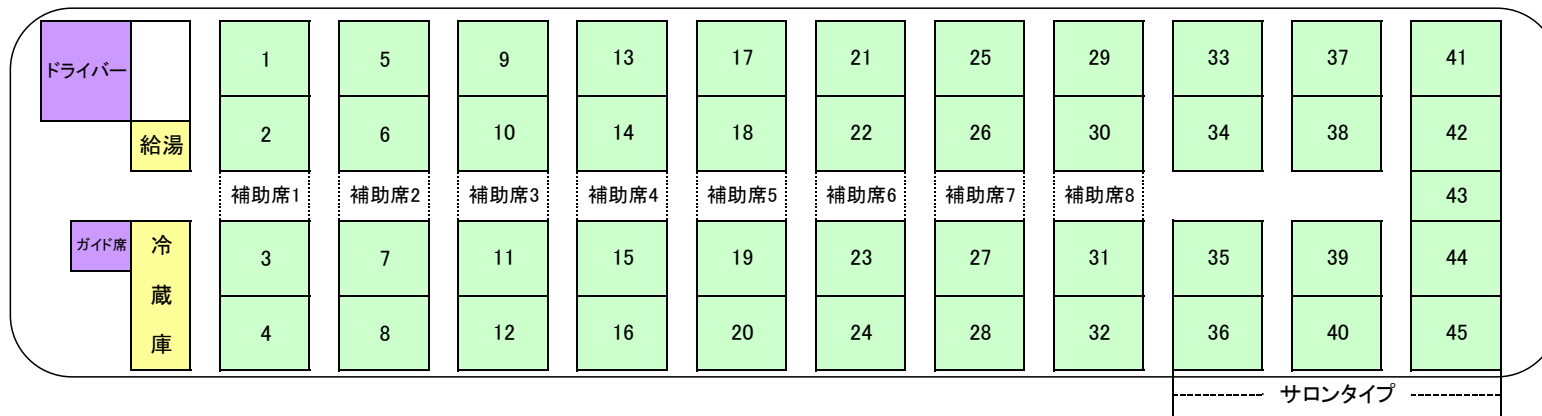 ドライバー
1 5 9 13 17 21 25 29 33 37 41
給湯
2 6 10 14 18 22 26 30 34 38 42
補助席1 補助席2 補助席3 補助席4 補助席5 補助席6 補助席7 補助席8 43
ガイド席
冷蔵庫
3 7 11 15 19 23 27 31 35 39 44
4 8 12 16 20 24 28 32 36 40 45
サロンタイプ